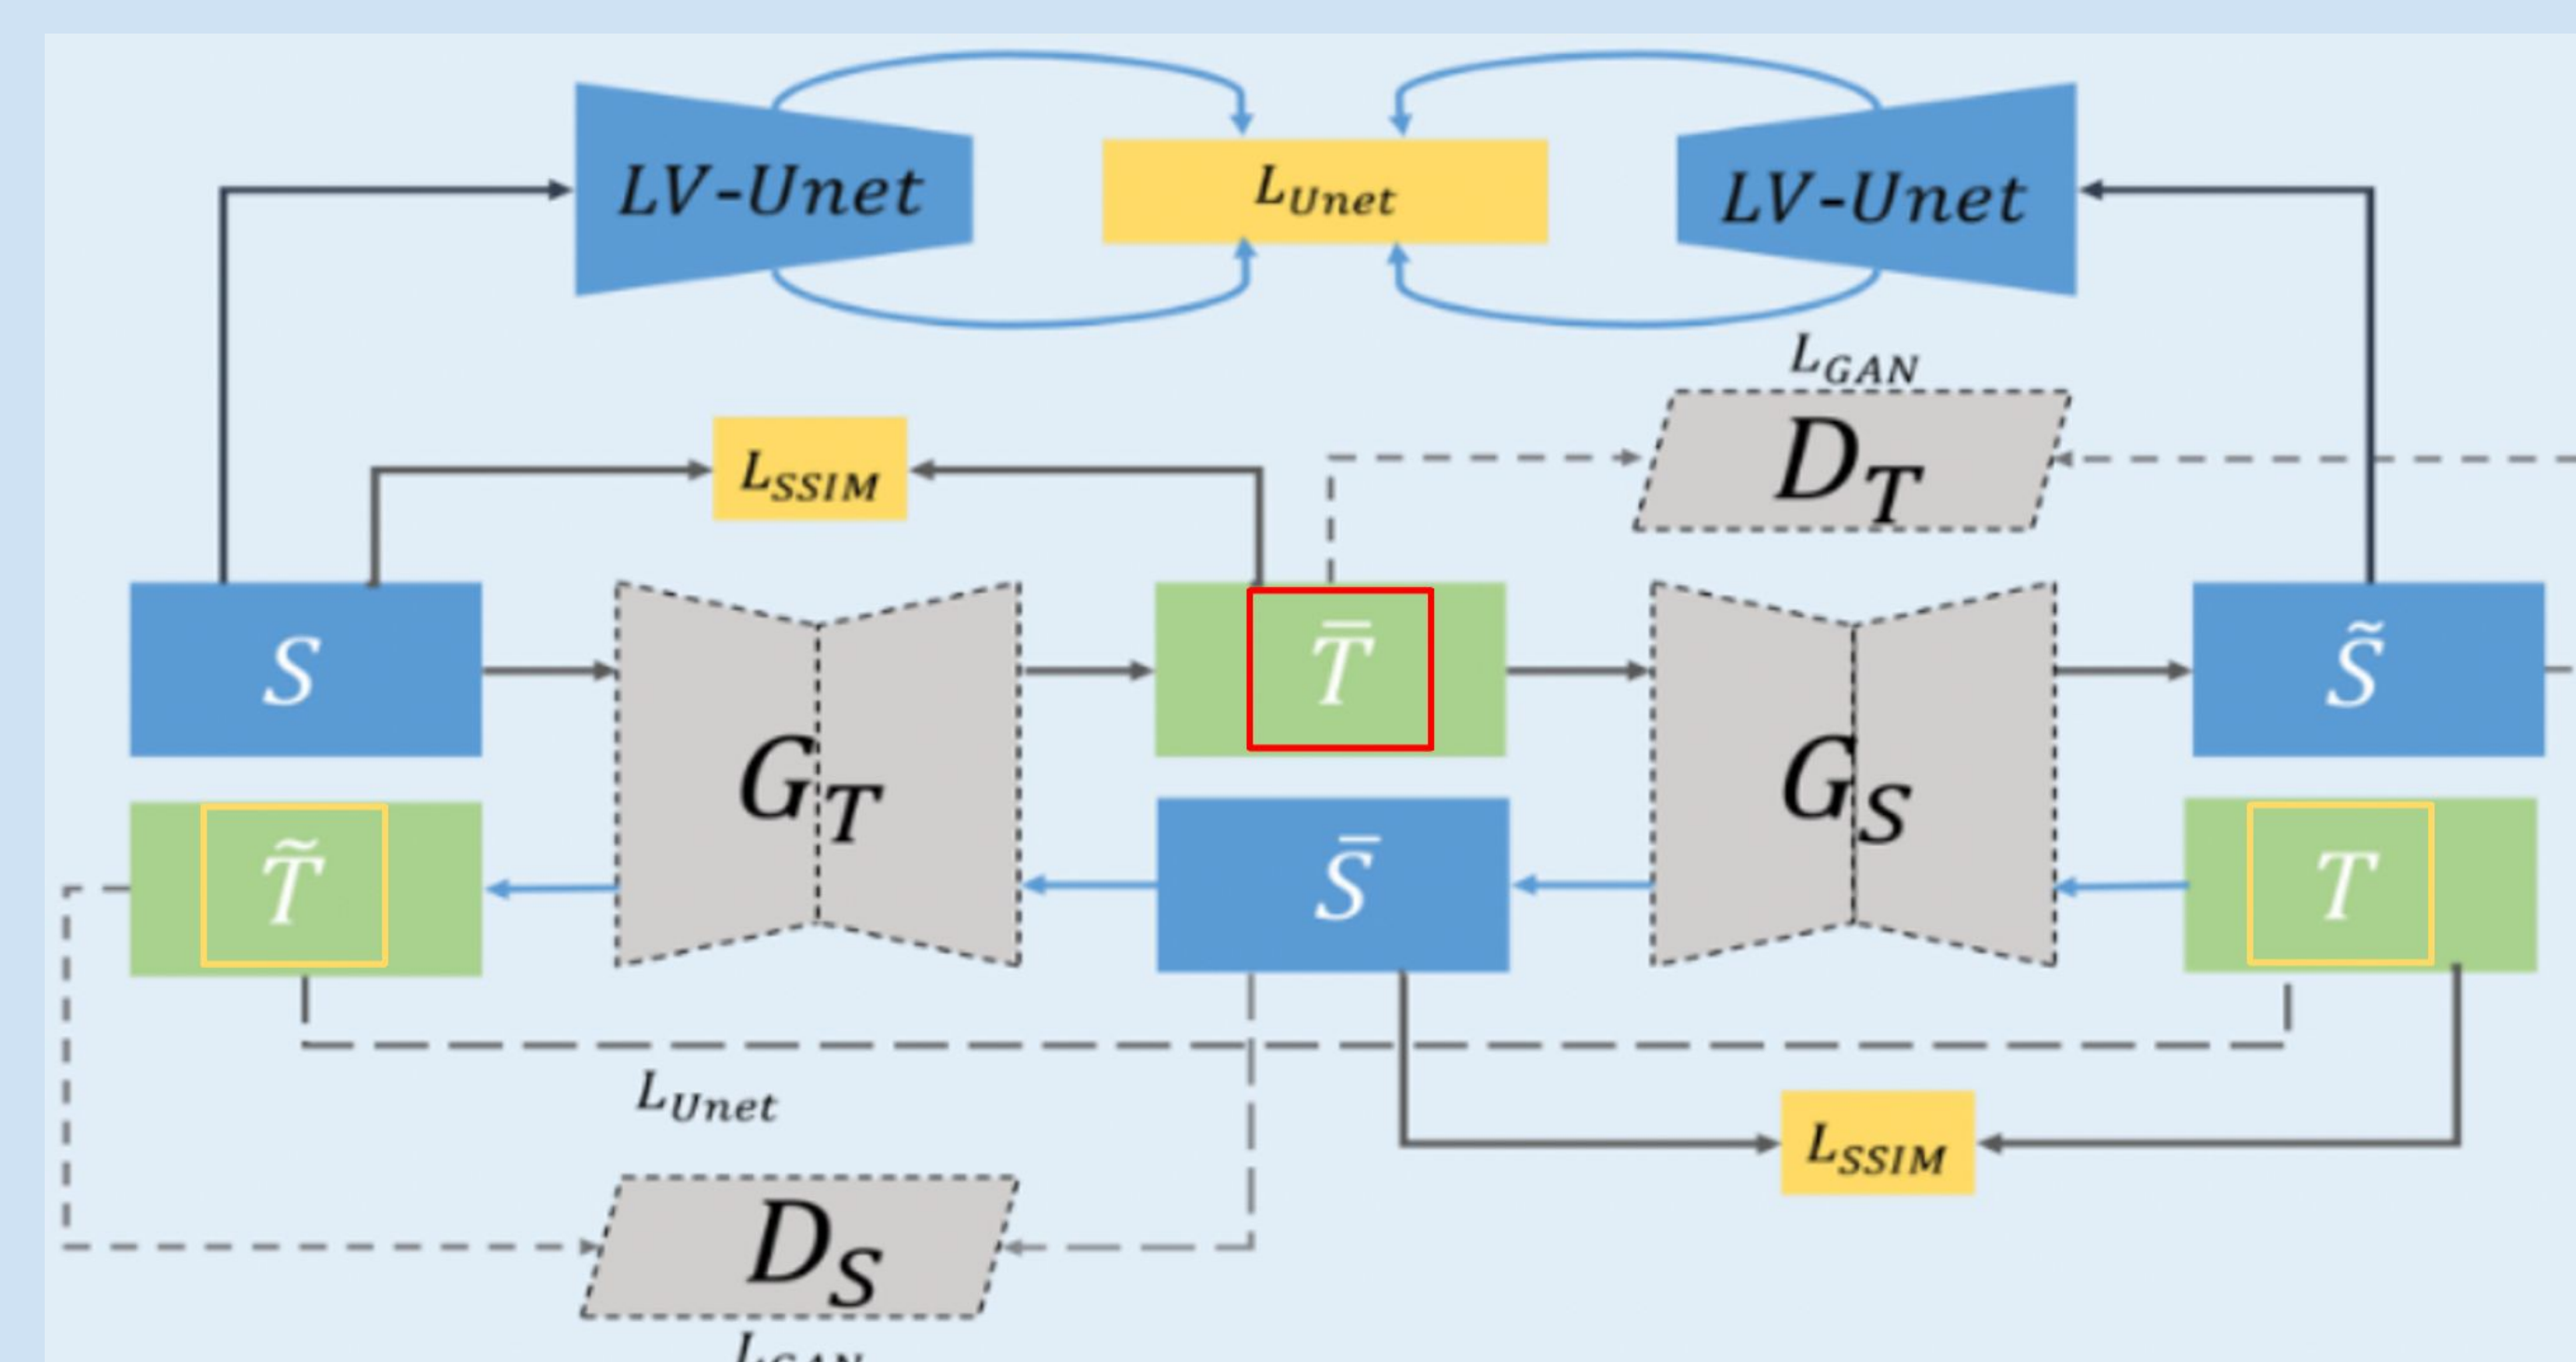 LV-Unet
L_Unet
LV-Unet
L_GAN
D_T
L_SSIM
S
G_T
T̄
G_S
S̃
T̃
S̄
T
L_Unet
L_SSIM
D_S